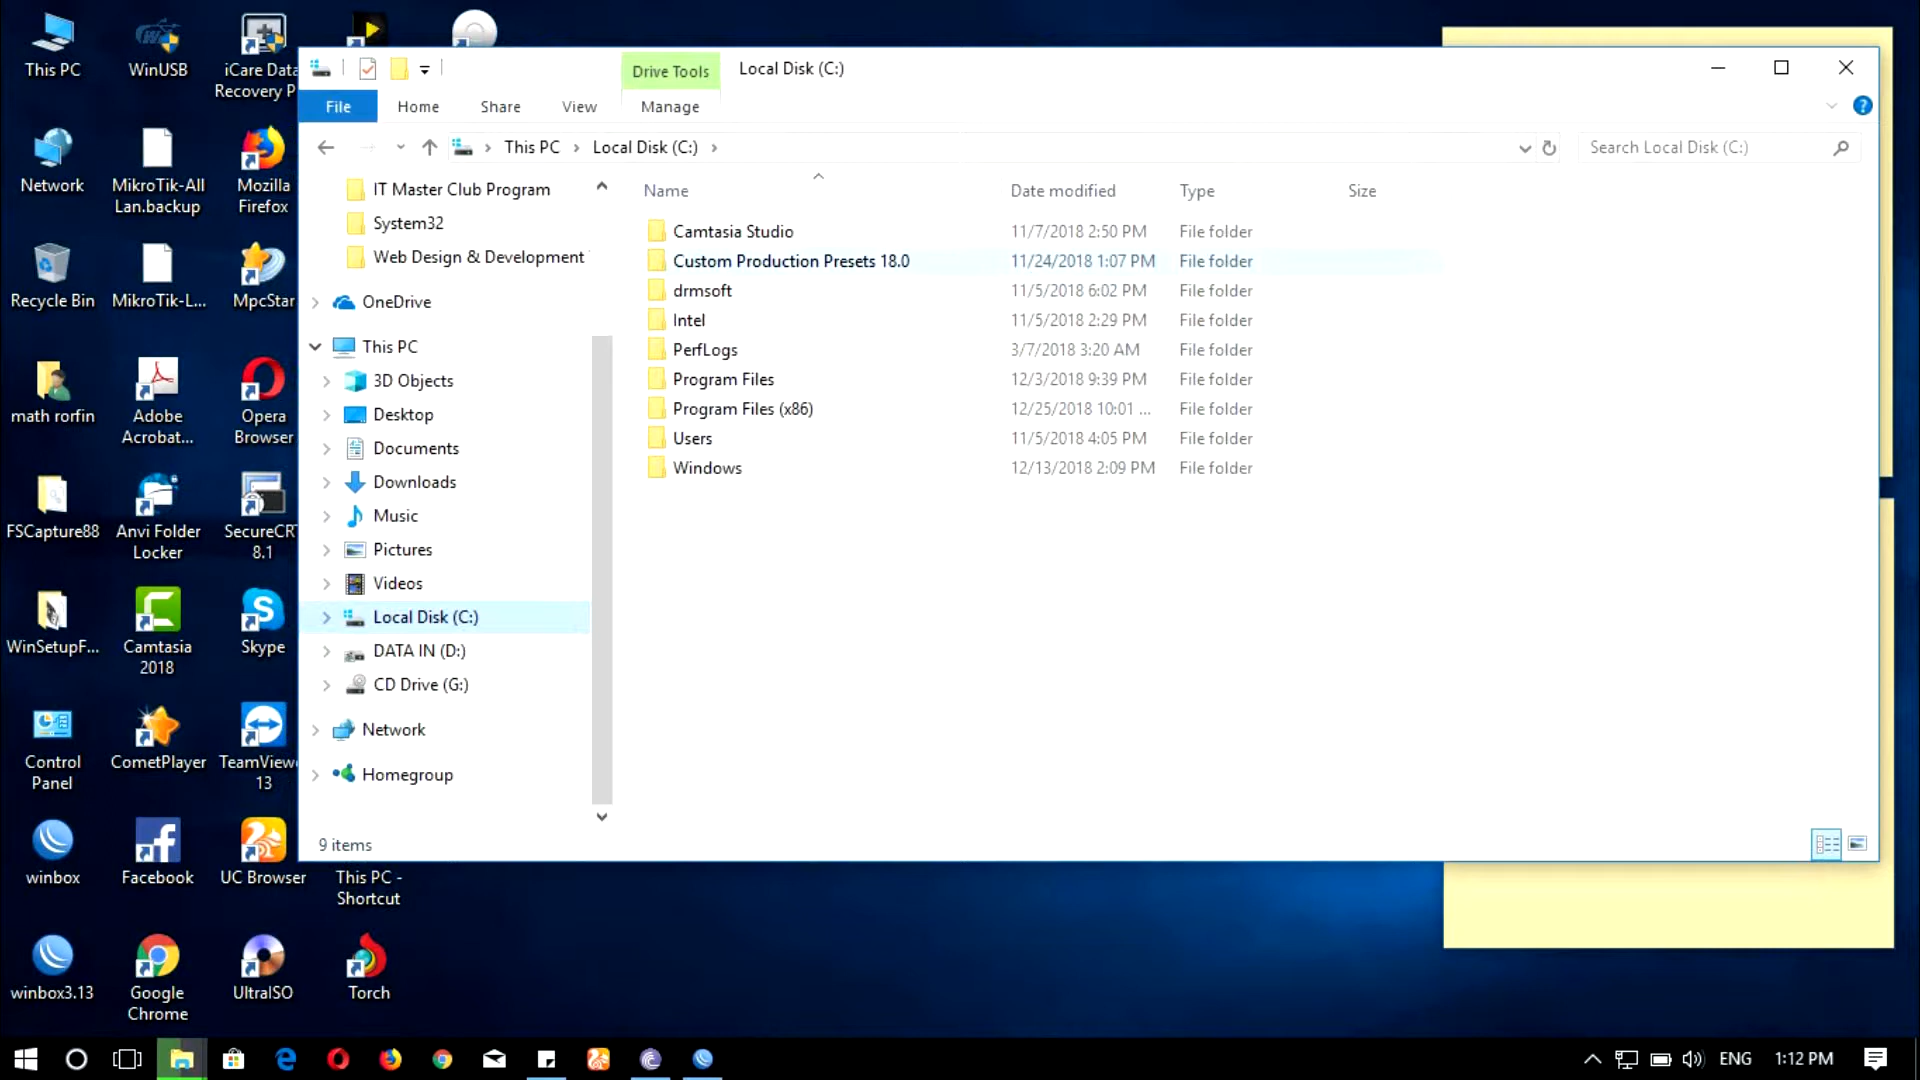 This PC
WinUSB
iCare Data
Recovery P
Network
MikroTik-All
Lan.backup
Mozilla
Firefox
Recycle Bin
MikroTik-L...
MpcStar
math rorfin
Adobe
Acrobat...
Opera
Browser
FSCapture88
Anvi Folder
Locker
SecureCRT
8.1
WinSetupF...
Camtasia
2018
Skype
Control
Panel
CometPlayer
TeamViewe
13
winbox
Facebook
UC Browser
This PC -
Shortcut
winbox3.13
Google
Chrome
UltraISO
Torch
Drive Tools
Local Disk (C:)
File
Home
Share
View
Manage
This PC
Local Disk (C:)
Search Local Disk (C:)
IT Master Club Program
System32
Web Design & Development
OneDrive
This PC
3D Objects
Desktop
Documents
Downloads
Music
Pictures
Videos
Local Disk (C:)
DATA IN (D:)
CD Drive (G:)
Network
Homegroup
Name Date modified Type Size
Camtasia Studio 11/7/2018 2:50 PM File folder
Custom Production Presets 18.0 11/24/2018 1:07 PM File folder
drmsoft 11/5/2018 6:02 PM File folder
Intel 11/5/2018 2:29 PM File folder
PerfLogs 3/7/2018 3:20 AM File folder
Program Files 12/3/2018 9:39 PM File folder
Program Files (x86) 12/25/2018 10:01 ... File folder
Users 11/5/2018 4:05 PM File folder
Windows 12/13/2018 2:09 PM File folder
9 items
ENG
1:12 PM